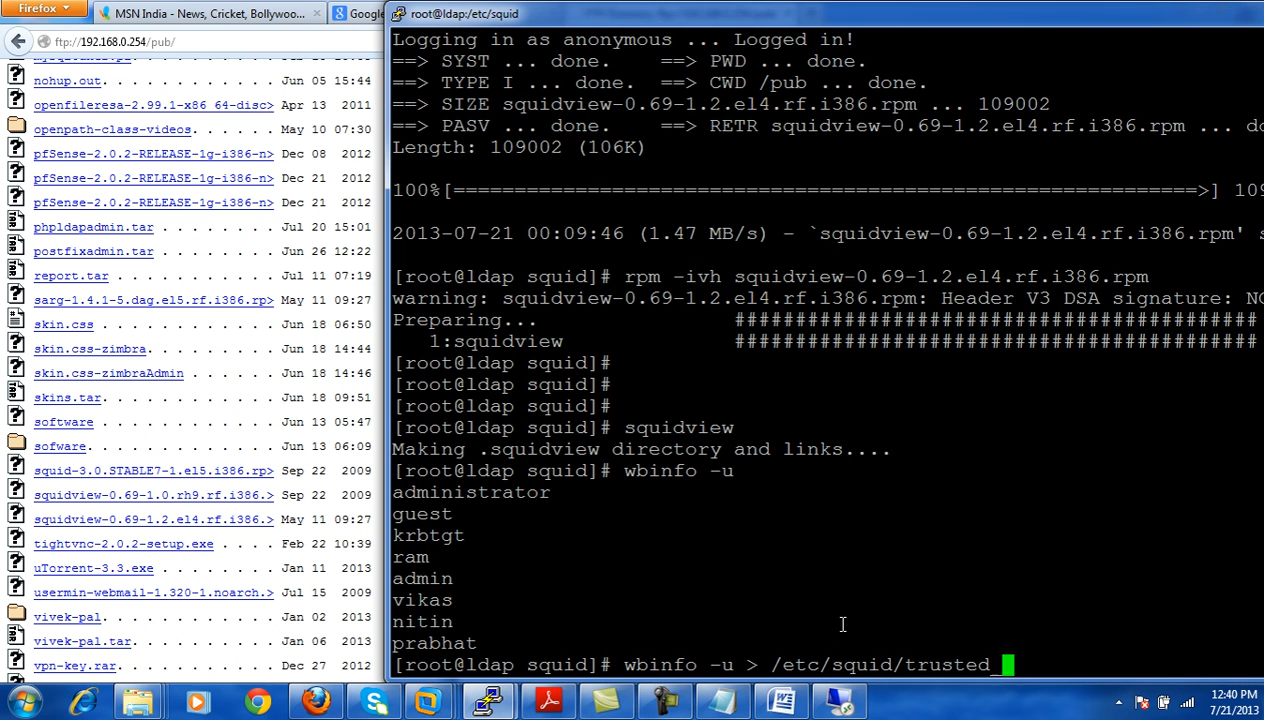 Firefox
MSN India - News, Cricket, Bollywoo...
Google
root@ldap:/etc/squid
ftp://192.168.0.254/pub/
nohup.out. . . . . . . . Jun 05 15:44
openfileresa-2.99.1-x86_64-disc> Apr 13 2011
openpath-class-videos. . . . . . May 10 07:30
pfSense-2.0.2-RELEASE-1g-i386-n> Dec 08 2012
pfSense-2.0.2-RELEASE-1g-i386-n> Dec 21 2012
pfSense-2.0.2-RELEASE-1g-i386-n> Dec 21 2012
phpldapadmin.tar . . . . . . . . Jul 20 15:01
postfixadmin.tar . . . . . . . . Jun 26 12:22
report.tar . . . . . . . . . . . Jul 11 07:19
sarg-1.4.1-5.dag.el5.rf.i386.rp> May 11 09:27
skin.css . . . . . . . . . . . . Jun 18 06:50
skin.css-zimbra. . . . . . . . . Jun 18 14:44
skin.css-zimbraAdmin . . . . . . Jun 18 14:46
skins.tar. . . . . . . . . . . . Jun 18 09:51
software . . . . . . . . . . . . Jun 13 05:47
sofware. . . . . . . . . . . . . Jun 13 06:09
squid-3.0.STABLE7-1.el5.i386.rp> Sep 22 2009
squidview-0.69-1.0.rh9.rf.i386.> Sep 22 2009
squidview-0.69-1.2.el4.rf.i386.> May 11 09:27
tightvnc-2.0.2-setup.exe . . . . Feb 22 10:39
uTorrent-3.3.exe . . . . . . . . Jan 11 2013
usermin-webmail-1.320-1.noarch.> Jul 15 2009
vivek-pal. . . . . . . . . . . . Jan 02 2013
vivek-pal.tar. . . . . . . . . . Jan 06 2013
vpn-key.rar. . . . . . . . . . . Jun 18 14:53
Logging in as anonymous ... Logged in!
==> SYST ... done.    ==> PWD ... done.
==> TYPE I ... done.  ==> CWD /pub ... done.
==> SIZE squidview-0.69-1.2.el4.rf.i386.rpm ... 109002
==> PASV ... done.    ==> RETR squidview-0.69-1.2.el4.rf.i386.rpm ... do
Length: 109002 (106K)
100%[=============================================================>] 109
2013-07-21 00:09:46 (1.47 MB/s) - `squidview-0.69-1.2.el4.rf.i386.rpm' s
[root@ldap squid]# rpm -ivh squidview-0.69-1.2.el4.rf.i386.rpm
warning: squidview-0.69-1.2.el4.rf.i386.rpm: Header V3 DSA signature: NO
Preparing...                ###########################################
1:squidview              ###########################################
[root@ldap squid]#
[root@ldap squid]#
[root@ldap squid]#
[root@ldap squid]# squidview
Making .squidview directory and links....
[root@ldap squid]# wbinfo -u
administrator
guest
krbtgt
ram
admin
vikas
nitin
prabhat
[root@ldap squid]# wbinfo -u > /etc/squid/trusted_
12:40 PM
7/21/2013